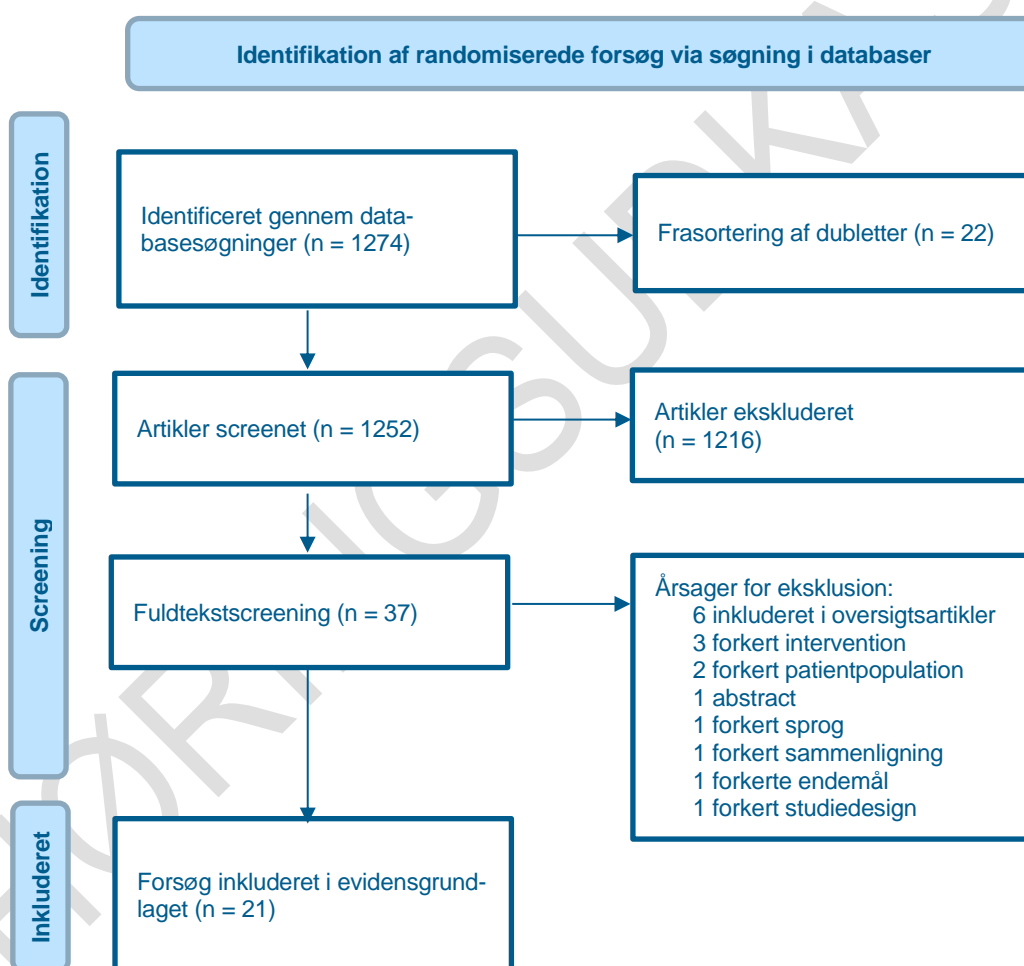 Identifikation af randomiserede forsøg via søgning i databaser
Identifikation
Identificeret gennem data-
basesøgninger (n = 1274)
Frasortering af dubletter (n = 22)
Screening
Artikler screenet (n = 1252)
Artikler ekskluderet
(n = 1216)
Fuldtekstscreening (n = 37)
Årsager for eksklusion:
6 inkluderet i oversigtsartikler
3 forkert intervention
2 forkert patientpopulation
1 abstract
1 forkert sprog
1 forkert sammenligning
1 forkerte endemål
1 forkert studiedesign
Inkluderet
Forsøg inkluderet i evidensgrund-
laget (n = 21)